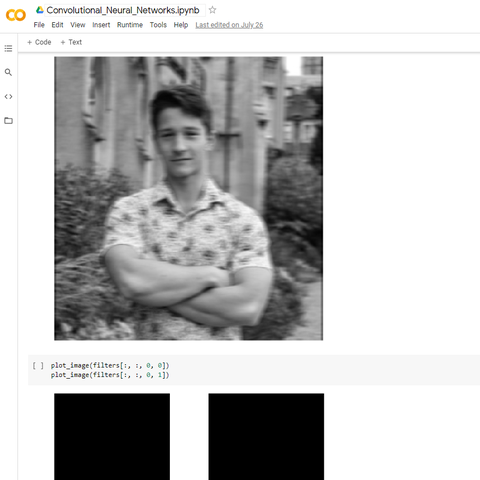 Convolutional_Neural_Networks.ipynb
File Edit View Insert Runtime Tools Help Last edited on July 26
+ Code + Text
[ ] plot_image(filters[:, :, 0, 0])
plot_image(filters[:, :, 0, 1])